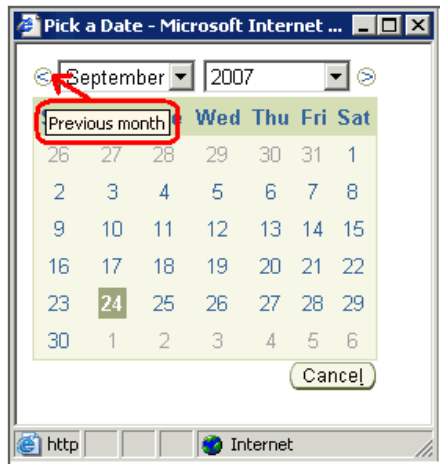 Pick a Date - Microsoft Internet ...
September 2007
Previous month Wed Thu Fri Sat
26 27 28 29 30 31 1
2 3 4 5 6 7 8
9 10 11 12 13 14 15
16 17 18 19 20 21 22
23 24 25 26 27 28 29
30 1 2 3 4 5 6
Cancel
http Internet